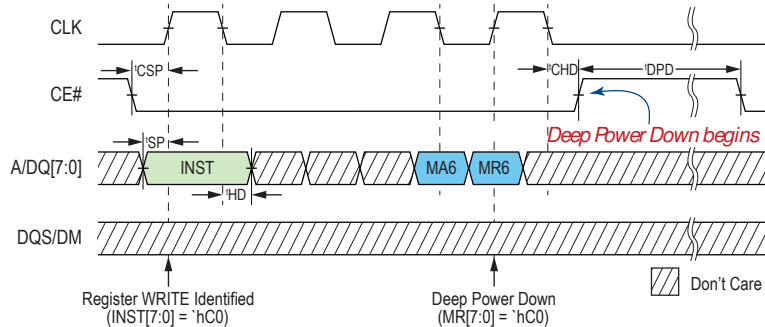 CLK
tCSP
tCHD
tDPD
CE#
Deep Power Down begins
tSP
A/DQ[7:0]
INST
MA6
MR6
tHD
DQS/DM
Register WRITE Identified
(INST[7:0] = `hC0)
Deep Power Down
(MR[7:0] = `hC0)
Don't Care